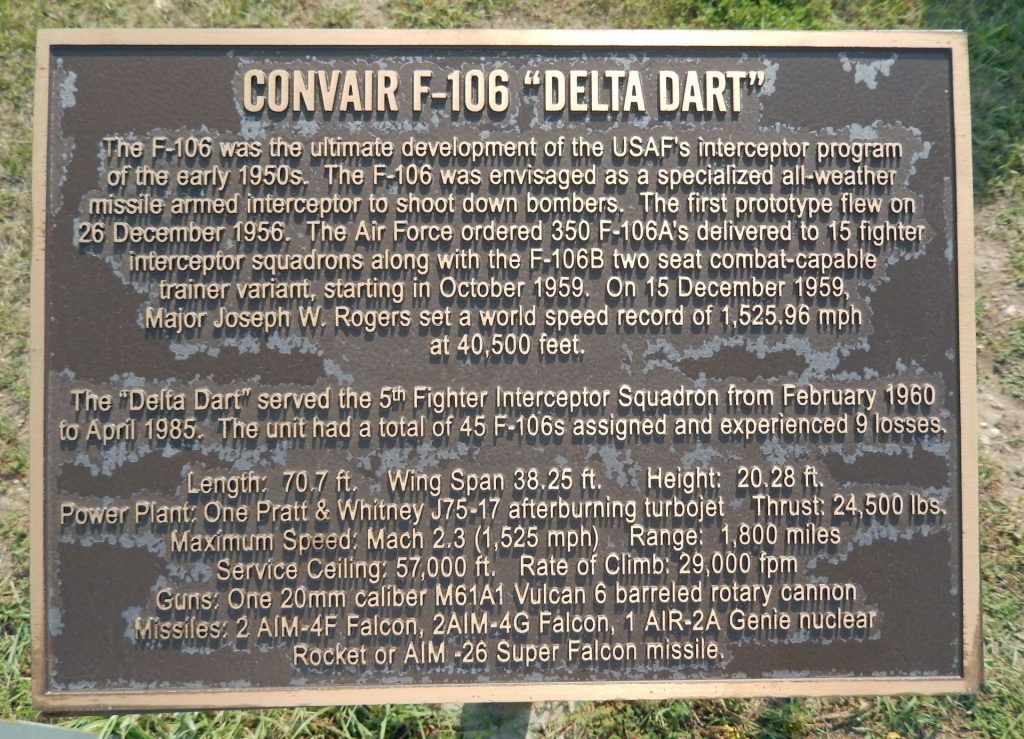 CONVAIR F-106 “DELTA DART”
The F-106 was the ultimate development of the USAF's interceptor program
of the early 1950s. The F-106 was envisaged as a specialized all-weather
missile armed interceptor to shoot down bombers. The first prototype flew on
26 December 1956. The Air Force ordered 350 F-106A's delivered to 15 fighter
interceptor squadrons along with the F-106B two seat combat-capable
trainer variant, starting in October 1959. On 15 December 1959,
Major Joseph W. Rogers set a world speed record of 1,525.96 mph
at 40,500 feet.
The “Delta Dart” served the 5th Fighter Interceptor Squadron from February 1960
to April 1985. The unit had a total of 45 F-106s assigned and experienced 9 losses.
Length: 70.7 ft. Wing Span 38.25 ft. Height: 20.28 ft.
Power Plant: One Pratt & Whitney J75-17 afterburning turbojet Thrust: 24,500 lbs.
Maximum Speed: Mach 2.3 (1,525 mph) Range: 1,800 miles
Service Ceiling: 57,000 ft. Rate of Climb: 29,000 fpm
Guns: One 20mm caliber M61A1 Vulcan 6 barreled rotary cannon
Missiles: 2 AIM-4F Falcon, 2AIM-4G Falcon, 1 AIR-2A Genie nuclear
Rocket or AIM -26 Super Falcon missile.